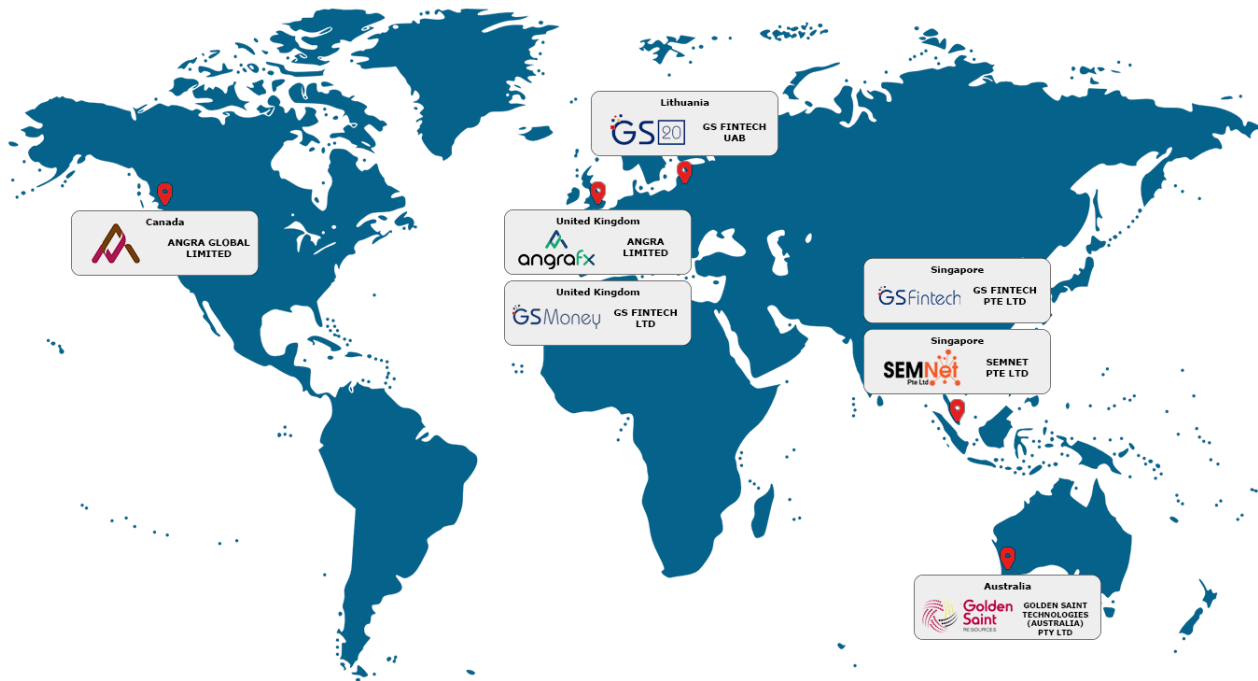 Lithuania
GS 20
GS FINTECH
UAB
Canada
ANGRA GLOBAL
LIMITED
United Kingdom
angrafx
ANGRA
LIMITED
United Kingdom
GSMoney
GS FINTECH
LTD
Singapore
GSFintech
GS FINTECH
PTE LTD
Singapore
SEMNet
Pte Ltd
SEMNET
PTE LTD
Australia
Golden
Saint
RESOURCES
GOLDEN SAINT
TECHNOLOGIES
(AUSTRALIA)
PTY LTD